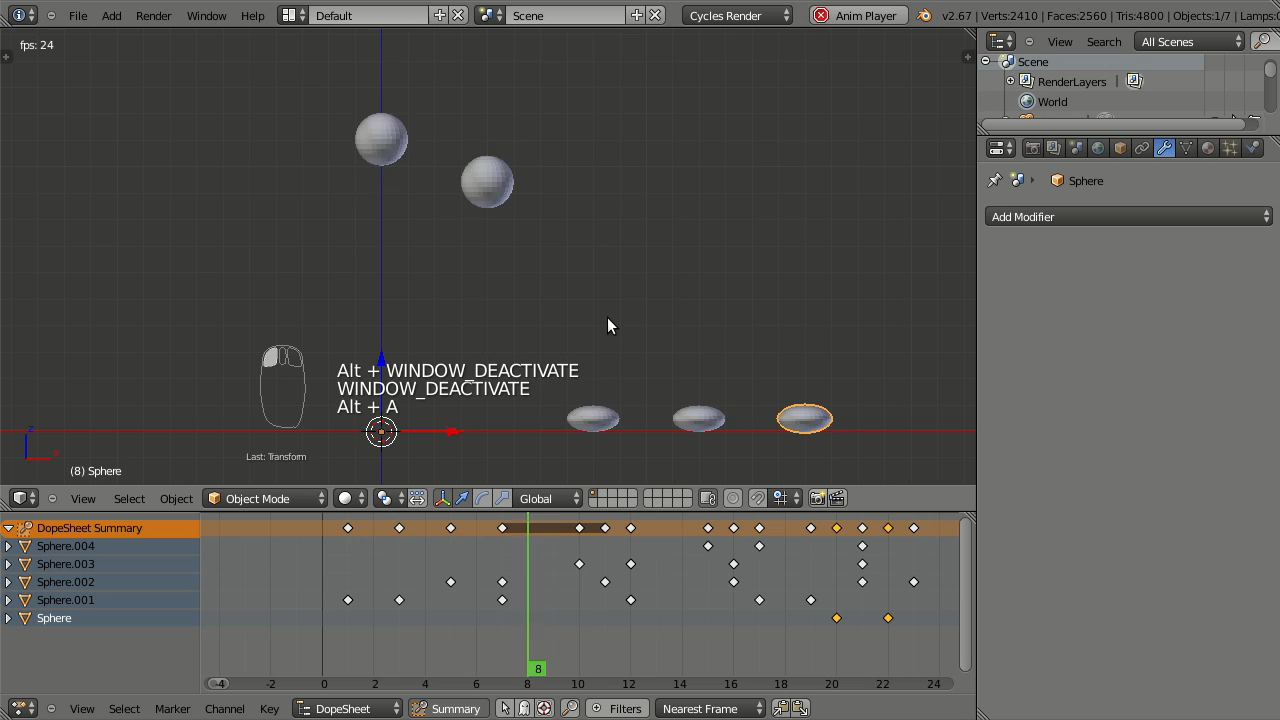 File Add Render Window Help Default Scene Cycles Render Anim Player v2.67 | Verts:2410 | Faces:2560 | Tris:4800 | Objects:1/7 | Lamps:
fps: 24
View Search All Scenes
Scene
RenderLayers |
World
Sphere
Add Modifier
Alt + WINDOW_DEACTIVATE
WINDOW_DEACTIVATE
Alt + A
z
x
Last: Transform
(8) Sphere
View Select Object Object Mode Global
DopeSheet Summary
Sphere.004
Sphere.003
Sphere.002
Sphere.001
Sphere
8
-4 -2 0 2 4 6 8 10 12 14 16 18 20 22 24
View Select Marker Channel Key DopeSheet Summary Filters Nearest Frame